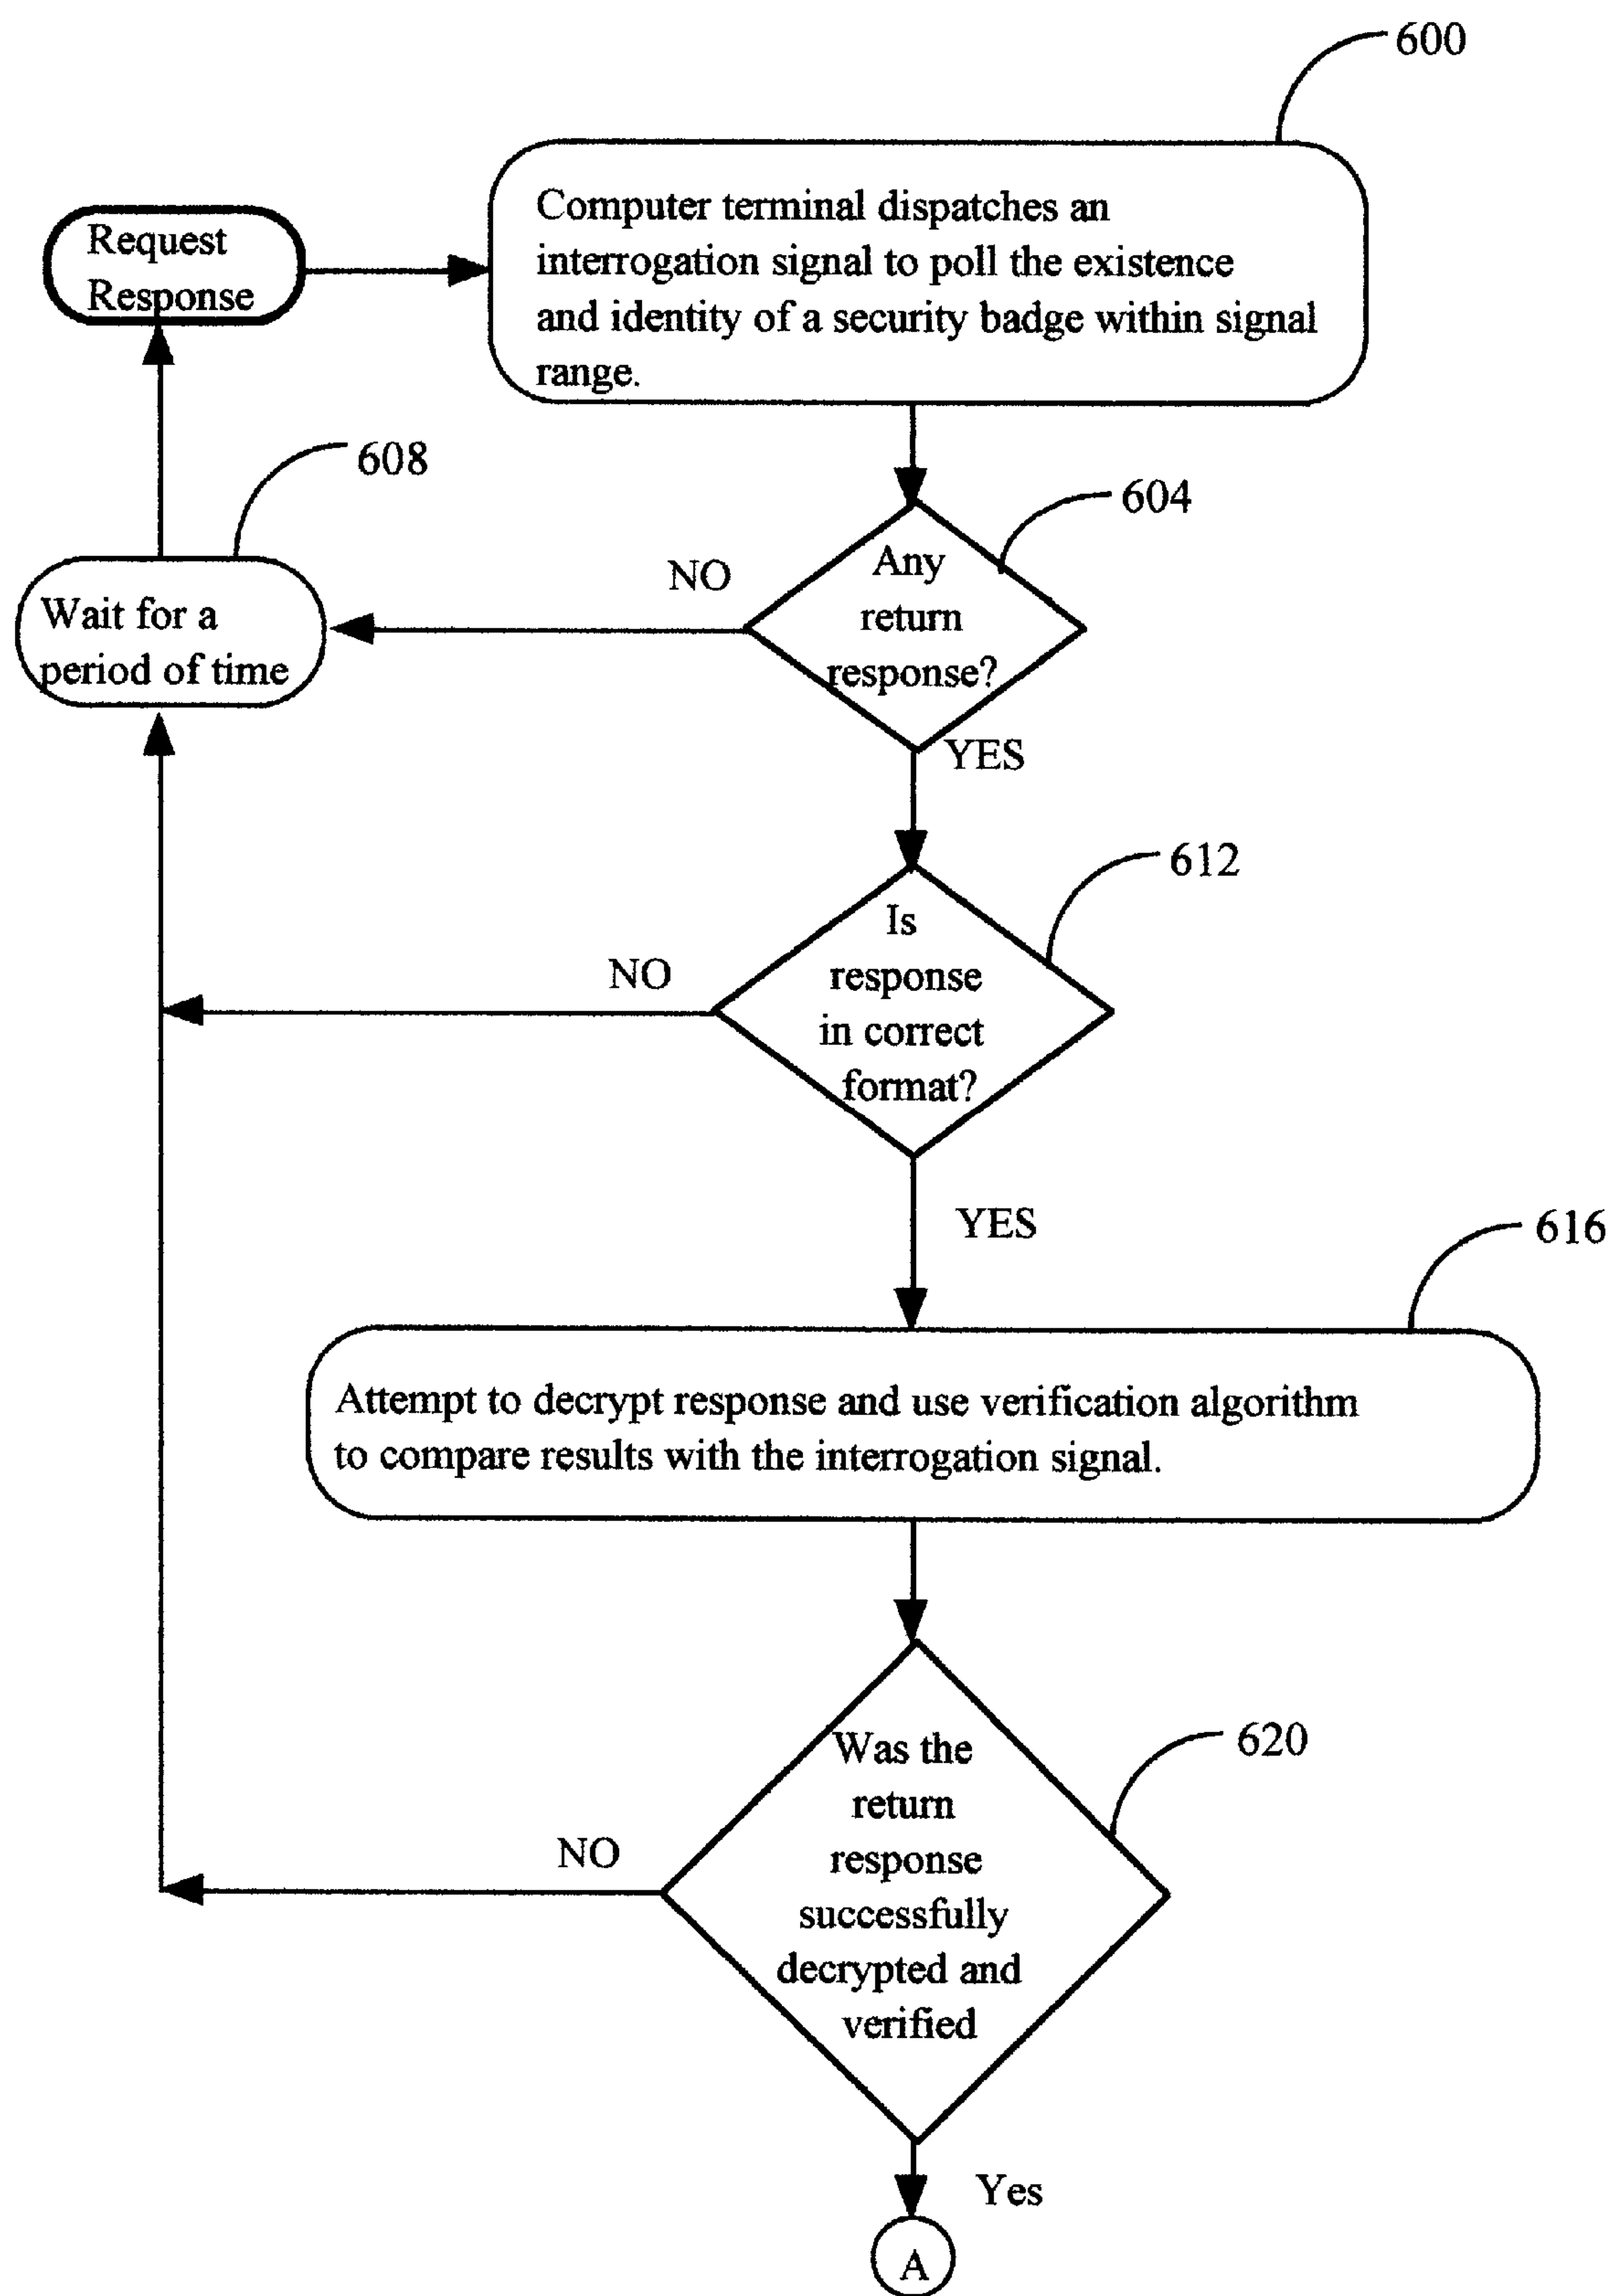 600
Request
Response
Computer terminal dispatches an
interrogation signal to poll the existence
and identity of a security badge within signal
range.
608
604
Wait for a
period of time
NO
Any
return
response?
YES
612
NO
Is
response
in correct
format?
YES
616
Attempt to decrypt response and use verification algorithm
to compare results with the interrogation signal.
620
NO
Was the
return
response
successfully
decrypted and
verified
Yes
A